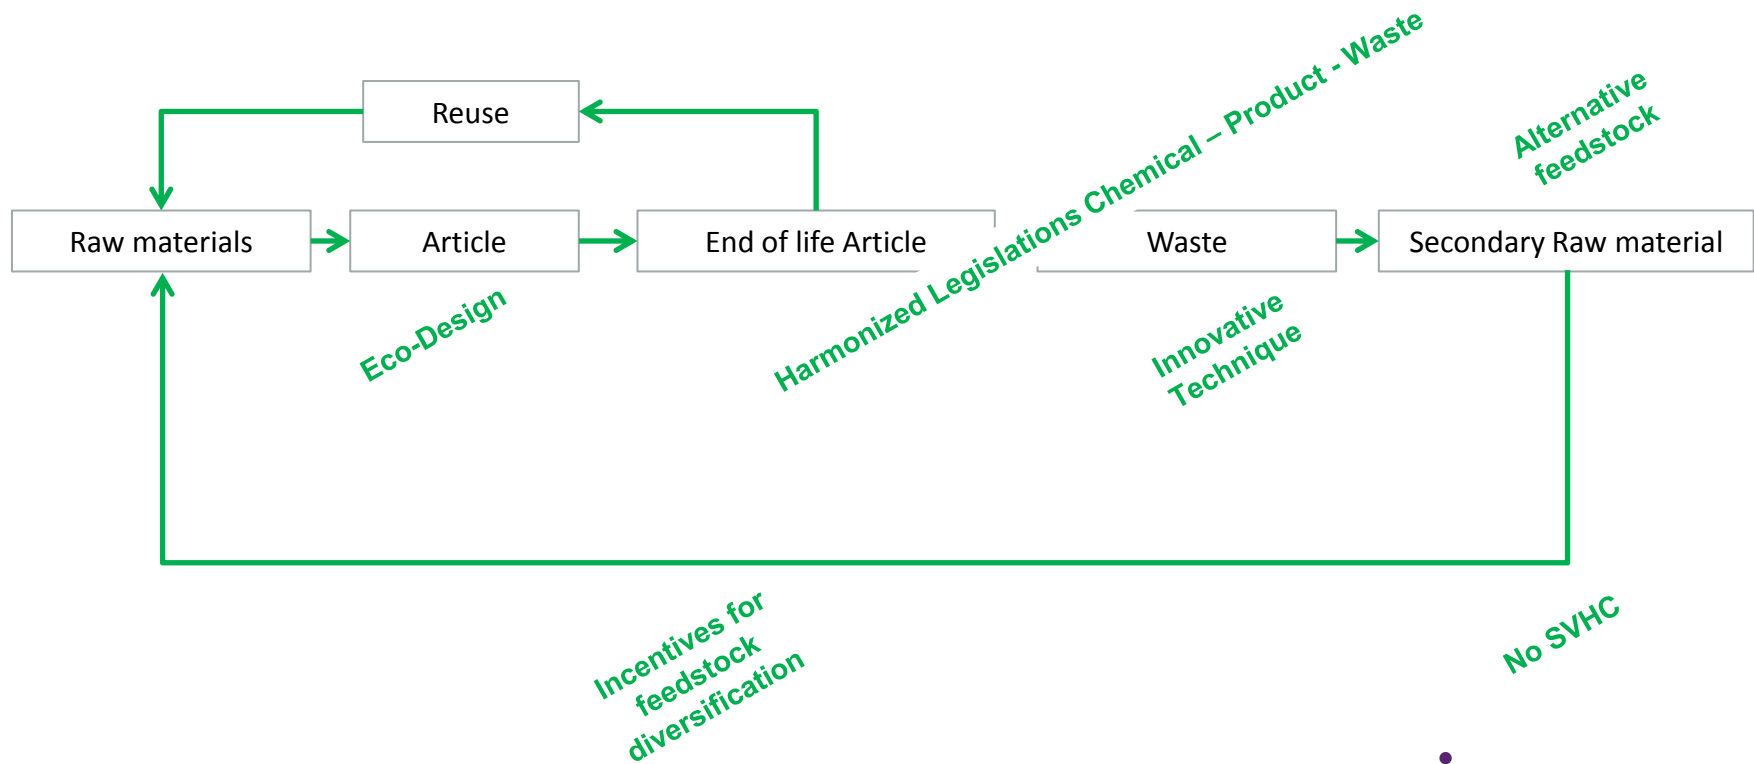 Harmonized Legislations Chemical – Product - Waste
Alternative
feedstock
Reuse
Raw materials
Article
End of life Article
Waste
Secondary Raw material
Eco-Design
Innovative
Technique
Incentives for
feedstock
diversification
No SVHC